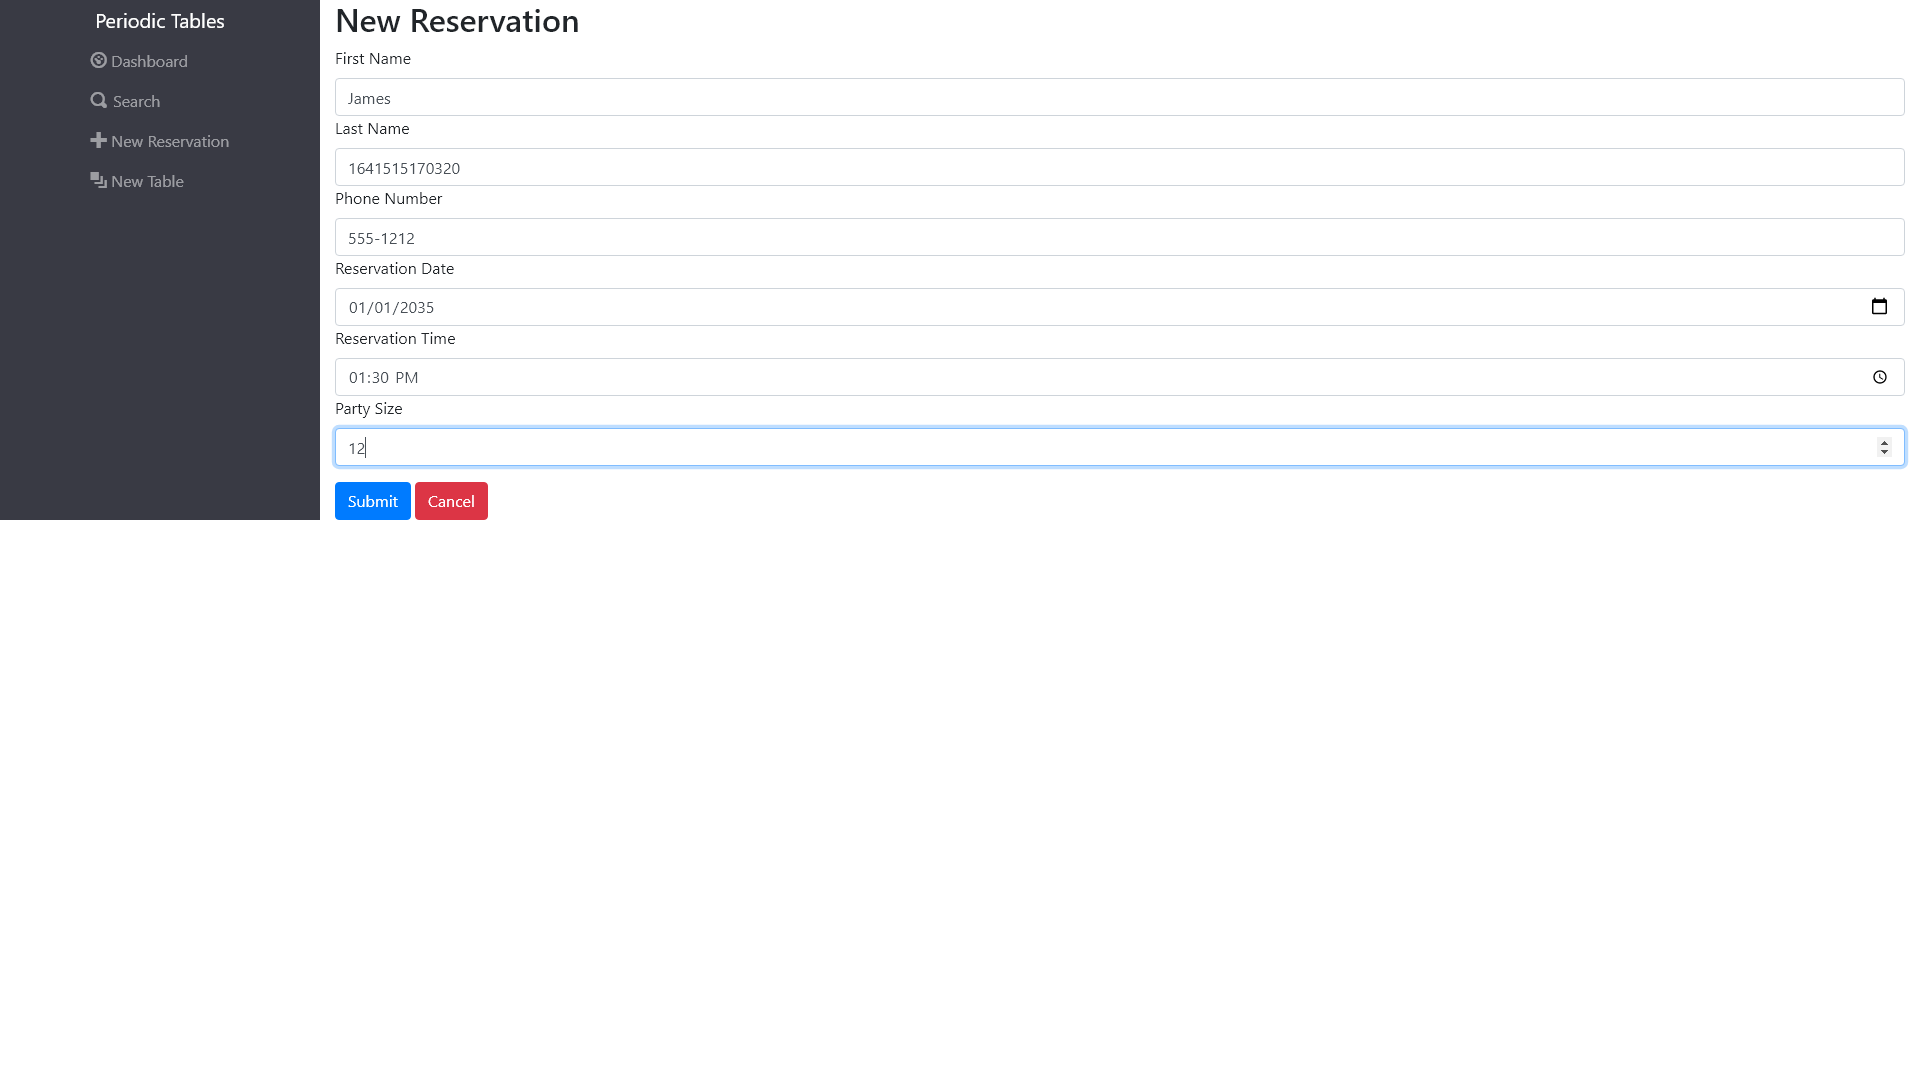 Periodic Tables
Dashboard
Search
New Reservation
New Table
New Reservation
First Name
James
Last Name
1641515170320
Phone Number
555-1212
Reservation Date
01/01/2035
Reservation Time
01:30 PM
Party Size
12
Submit Cancel